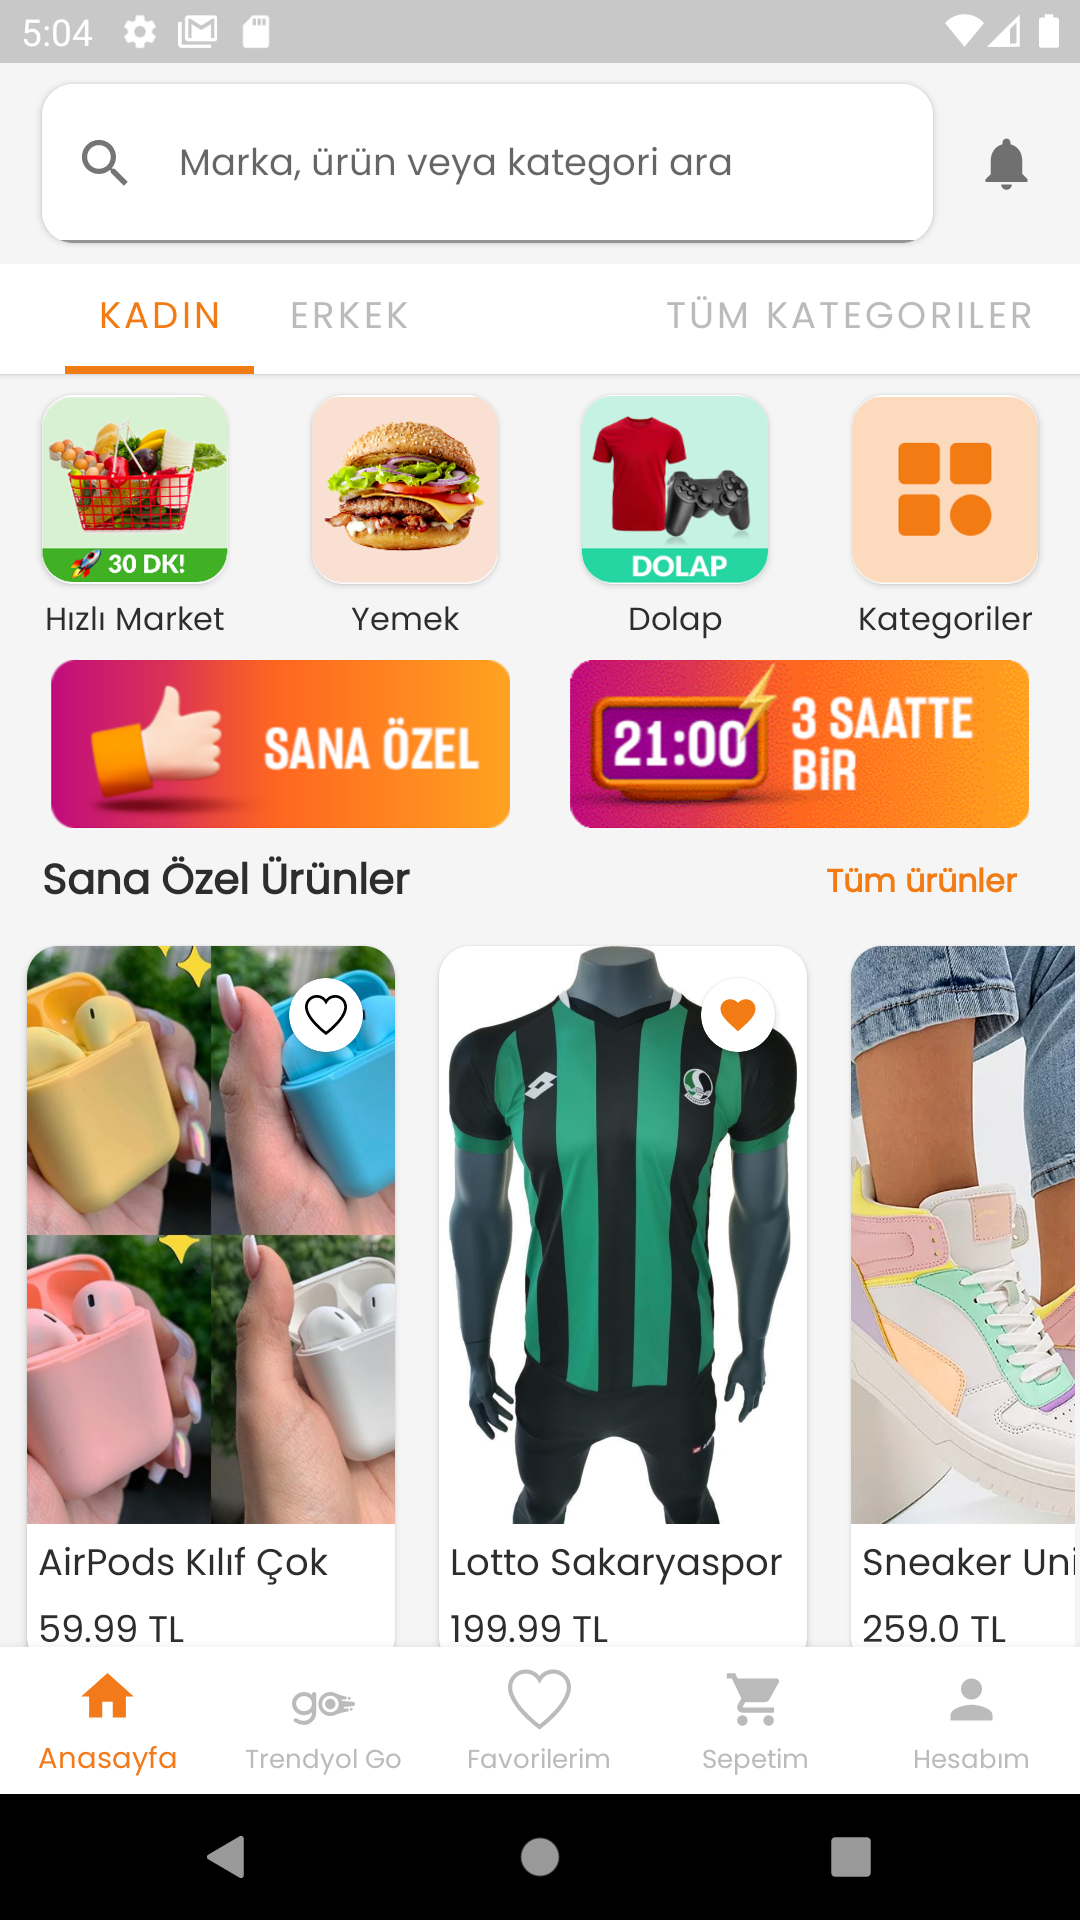 5:04
Marka, ürün veya kategori ara
KADIN ERKEK TÜM KATEGORILER
30 DK!
DOLAP
Hızlı Market Yemek Dolap Kategoriler
SANA ÖZEL
21:00
3 SAATTE
BİR
Sana Özel Ürünler Tüm ürünler
AirPods Kılıf Çok Lotto Sakaryaspor Sneaker Uni
59.99 TL 199.99 TL 259.0 TL
go
Anasayfa Trendyol Go Favorilerim Sepetim Hesabım